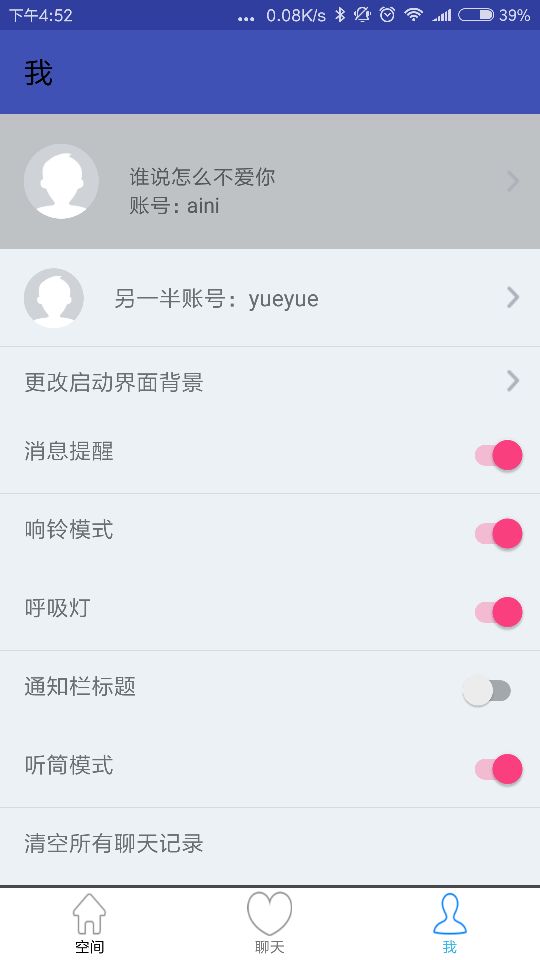 下午4:52 ... 0.08K/s 39%
我
谁说怎么不爱你
账号：aini
另一半账号：yueyue
更改启动界面背景
消息提醒
响铃模式
呼吸灯
通知栏标题
听筒模式
清空所有聊天记录
空间 聊天 我